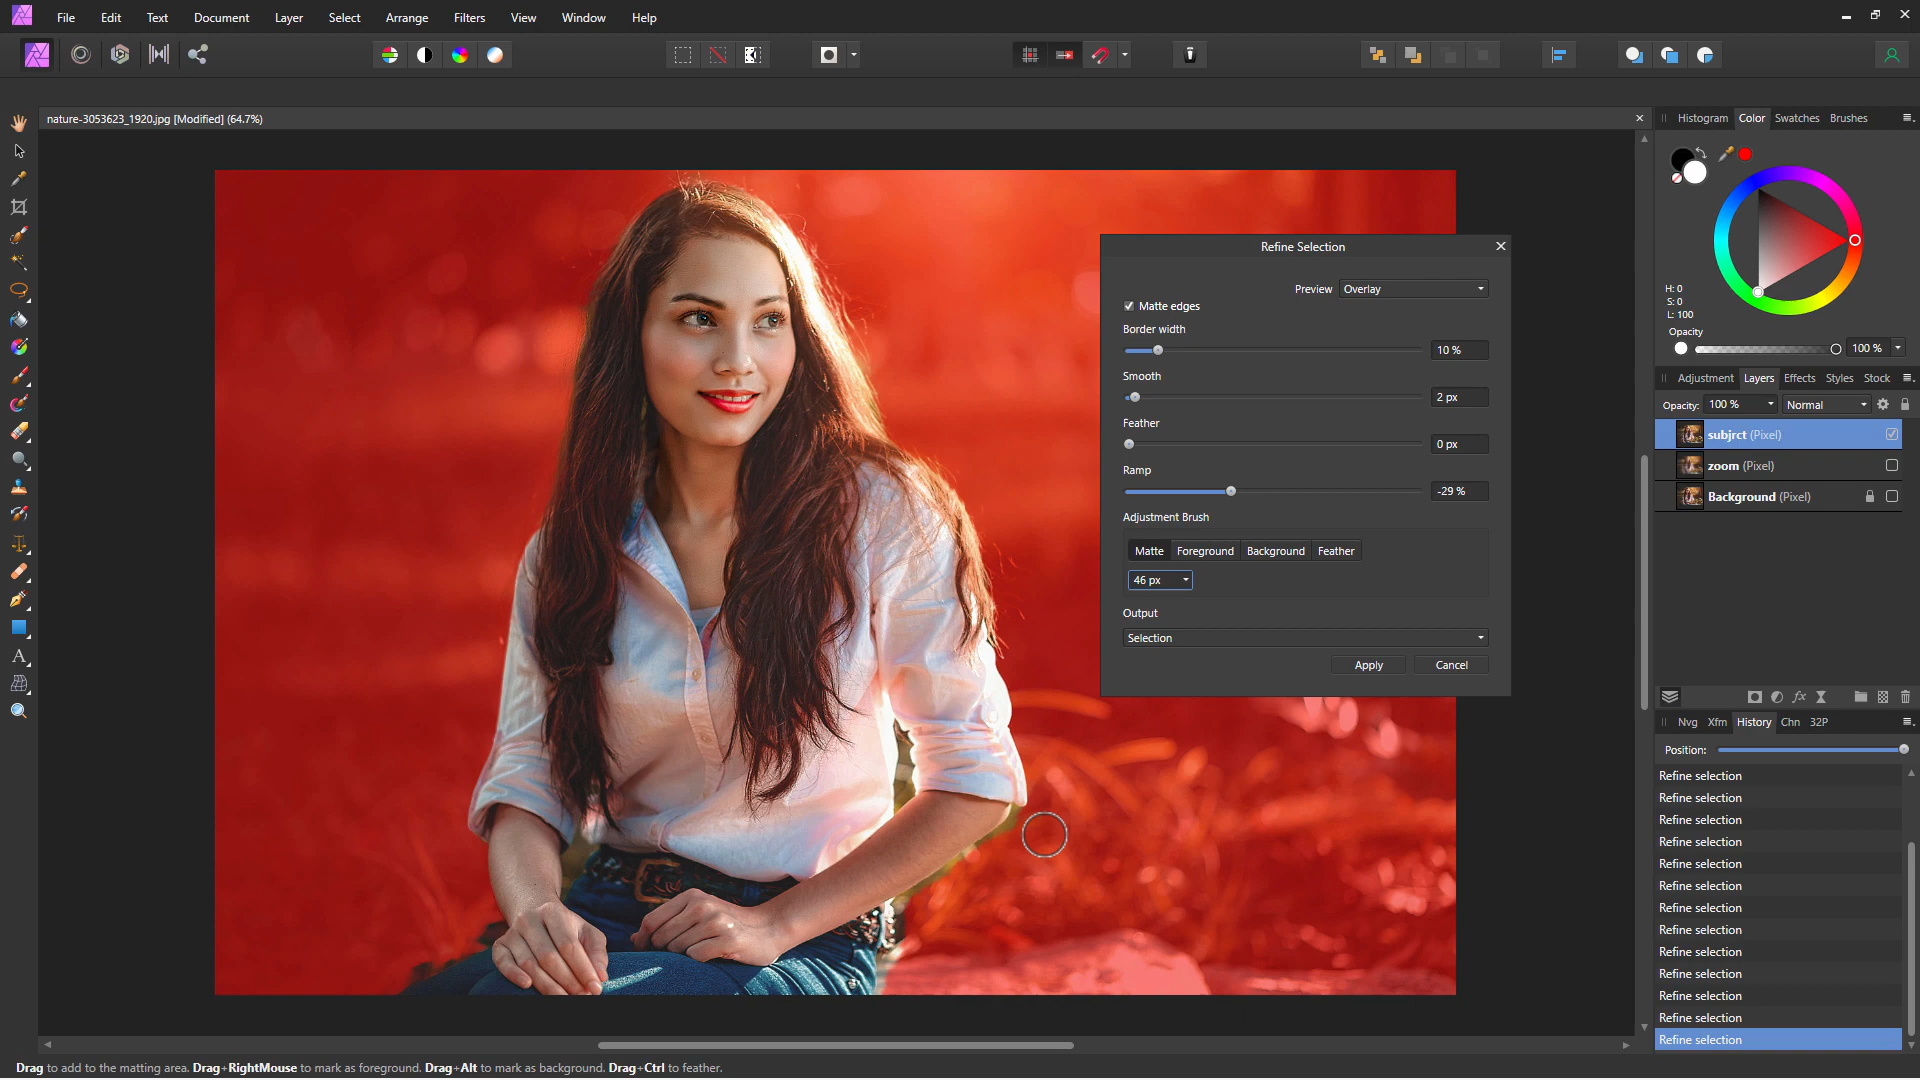 File Edit Text Document Layer Select Arrange Filters View Window Help
nature-3053623_1920.jpg [Modified] (64.7%)
Histogram Color Swatches Brushes
H: 0
S: 0
L: 100
Opacity
100 %
Adjustment Layers Effects Styles Stock
Opacity: 100 % Normal
subjrct (Pixel)
zoom (Pixel)
Background (Pixel)
Nvg Xfm History Chn 32P
Position:
Refine selection
Refine selection
Refine selection
Refine selection
Refine selection
Refine selection
Refine selection
Refine selection
Refine selection
Refine selection
Refine selection
Refine selection
Refine selection
Refine Selection
Preview Overlay
Matte edges
Border width
10 %
Smooth
2 px
Feather
0 px
Ramp
-29 %
Adjustment Brush
Matte Foreground Background Feather
46 px
Output
Selection
Apply Cancel
Drag to add to the matting area. Drag+RightMouse to mark as foreground. Drag+Alt to mark as background. Drag+Ctrl to feather.